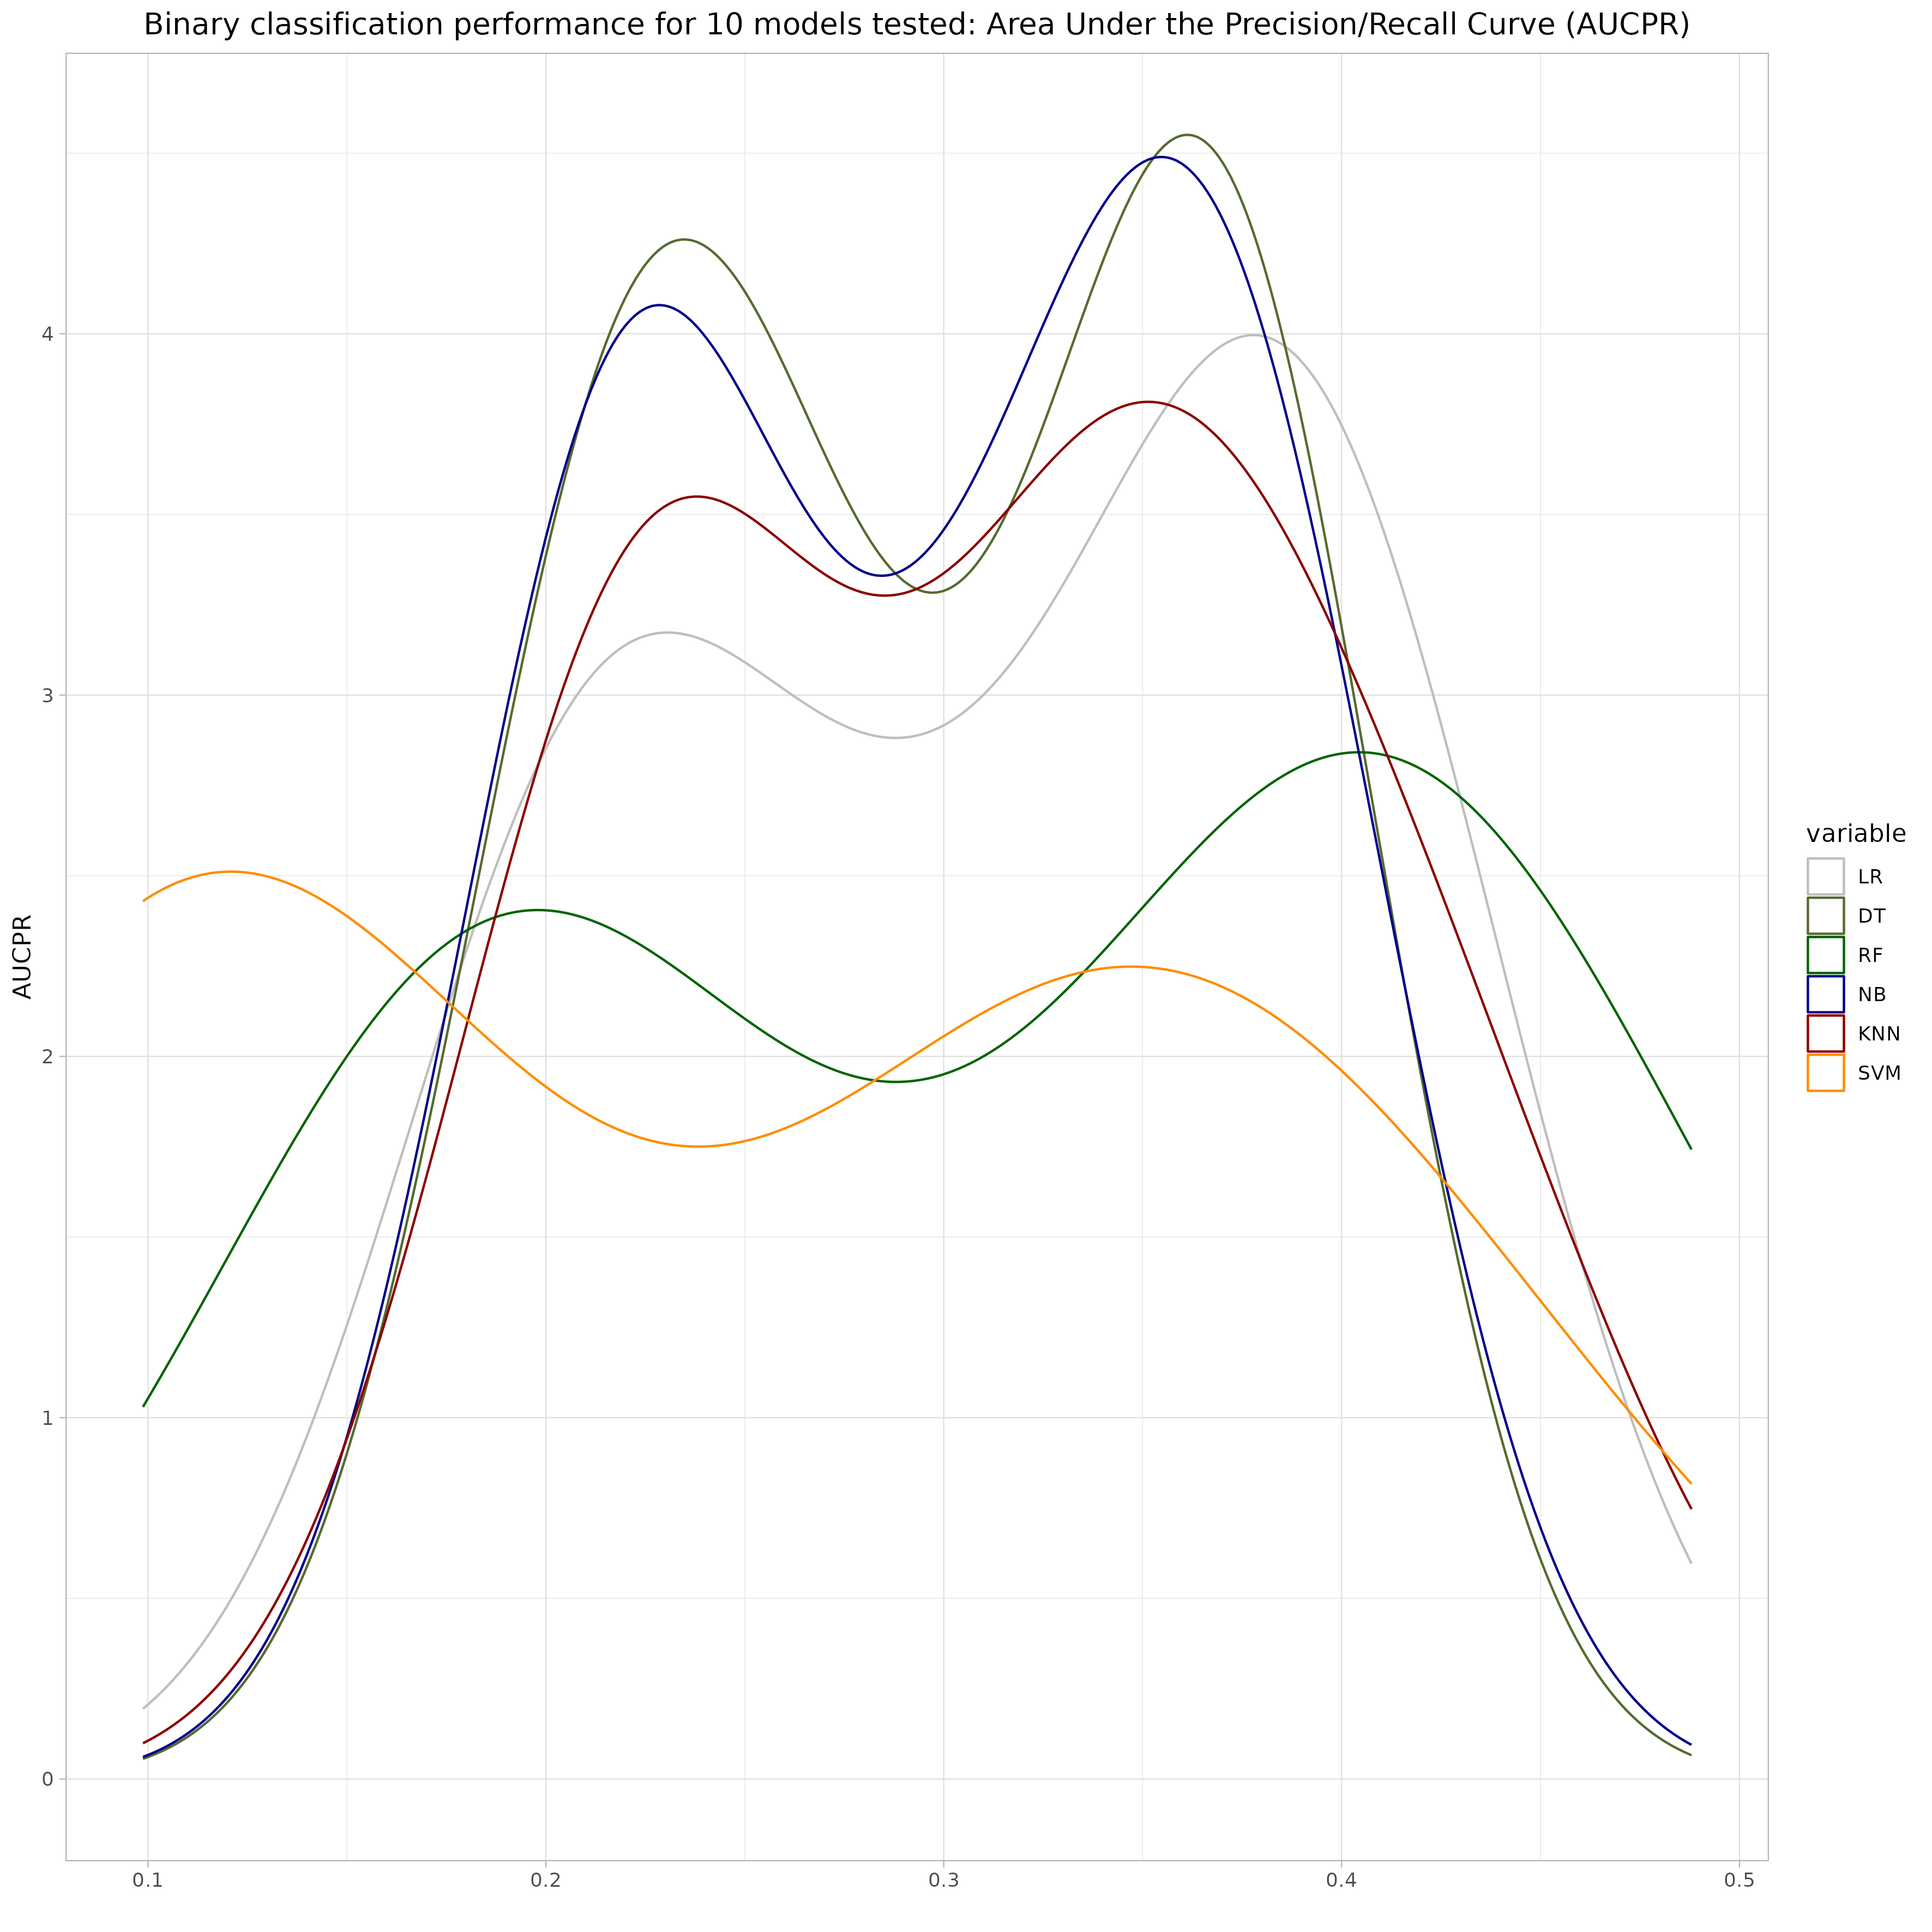 Binary classification performance for 10 models tested: Area Under the Precision/Recall Curve (AUCPR)
AUCPR
4
3
2
1
0
0.1
0.2
0.3
0.4
0.5
variable
LR
DT
RF
NB
KNN
SVM